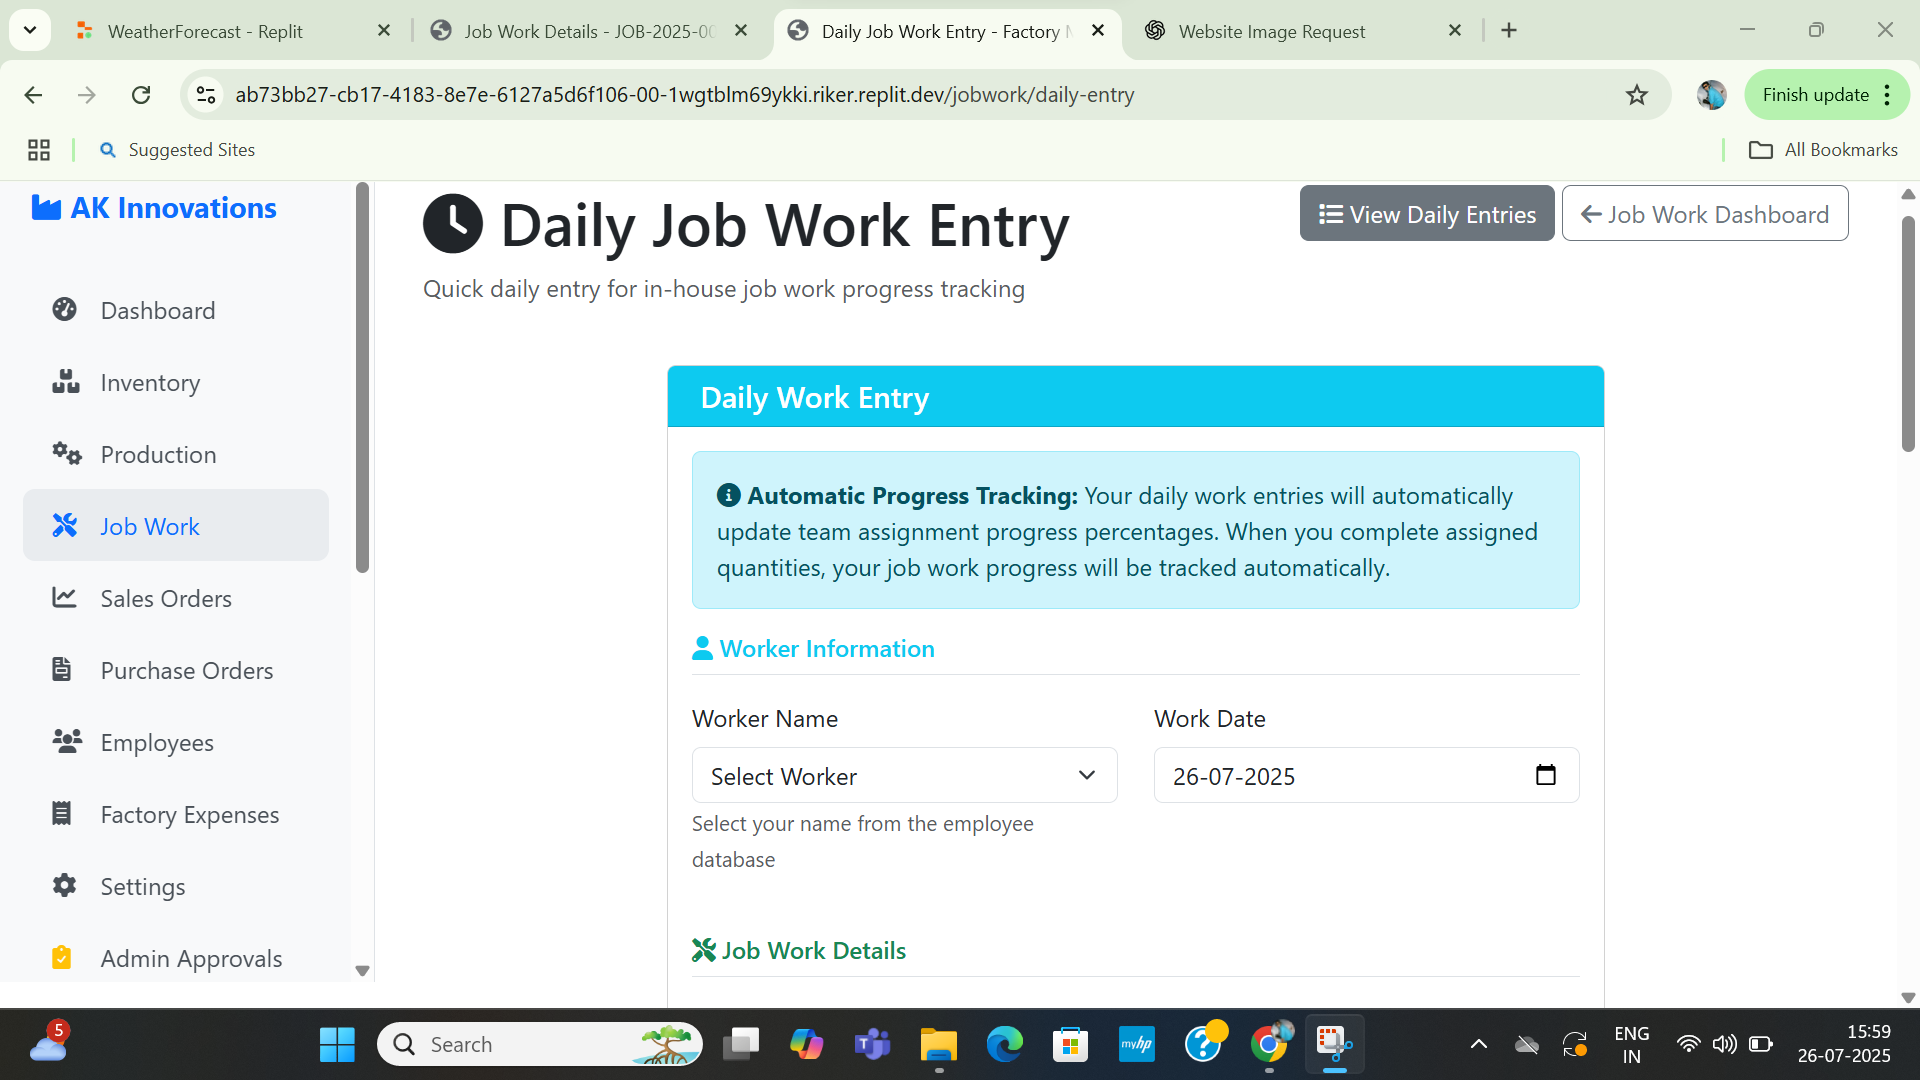 WeatherForecast - Replit
Job Work Details - JOB-2025-00
Daily Job Work Entry - Factory M
Website Image Request
ab73bb27-cb17-4183-8e7e-6127a5d6f106-00-1wgtblm69ykki.riker.replit.dev/jobwork/daily-entry
Finish update
Suggested Sites
All Bookmarks
AK Innovations
Dashboard
Inventory
Production
Job Work
Sales Orders
Purchase Orders
Employees
Factory Expenses
Settings
Admin Approvals
Daily Job Work Entry
View Daily Entries
Job Work Dashboard
Quick daily entry for in-house job work progress tracking
Daily Work Entry
Automatic Progress Tracking: Your daily work entries will automatically
update team assignment progress percentages. When you complete assigned
quantities, your job work progress will be tracked automatically.
Worker Information
Worker Name
Work Date
Select Worker
26-07-2025
Select your name from the employee
database
Job Work Details
5
Search
myhp
ENG
IN
15:59
26-07-2025